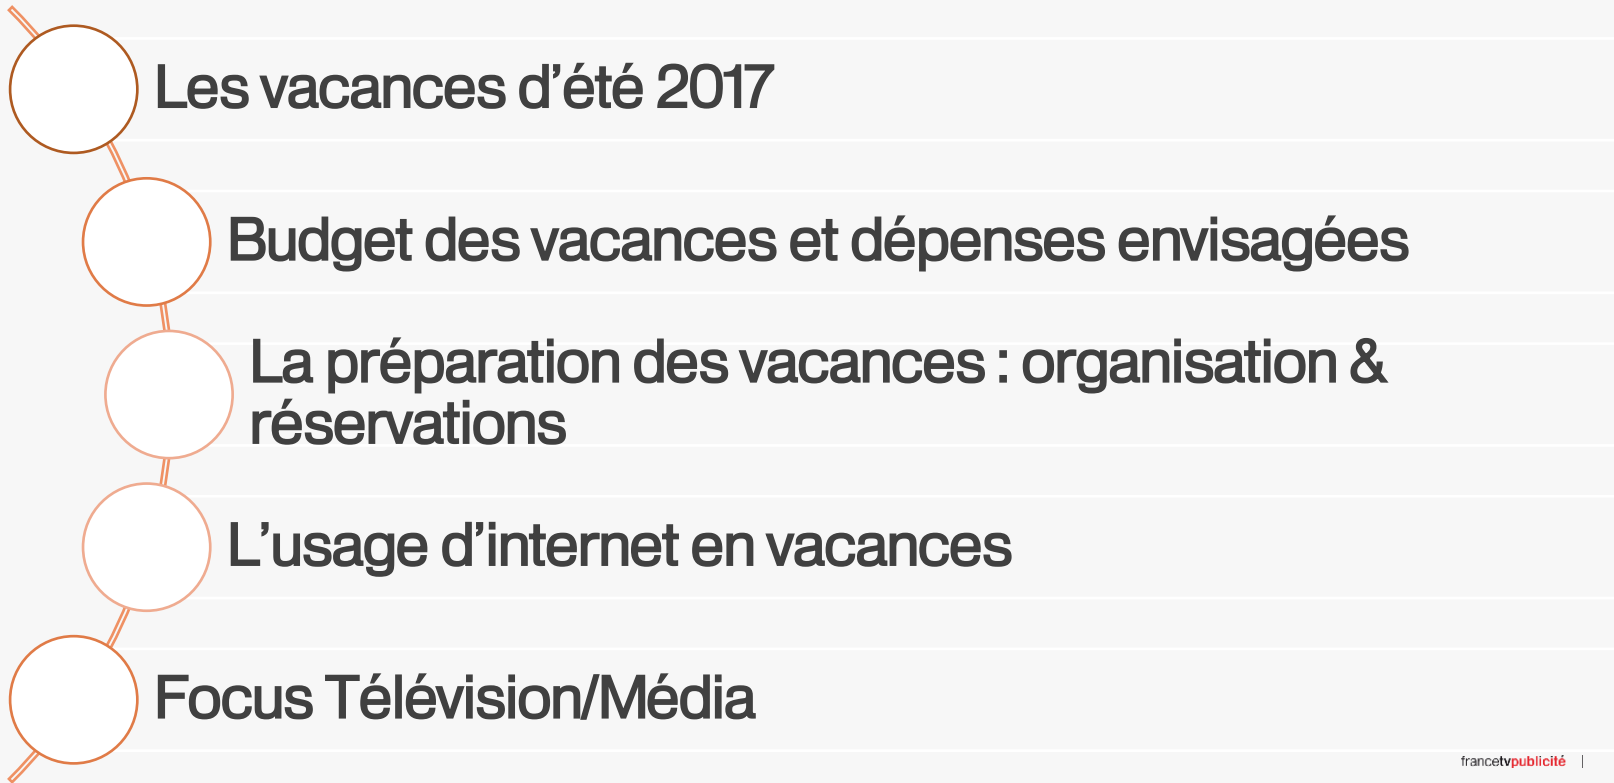 Les vacances d’été 2017
Budget des vacances et dépenses envisagées
La préparation des vacances : organisation &
réservations
L’usage d’internet en vacances
Focus Télévision/Média
francetvpublicité |